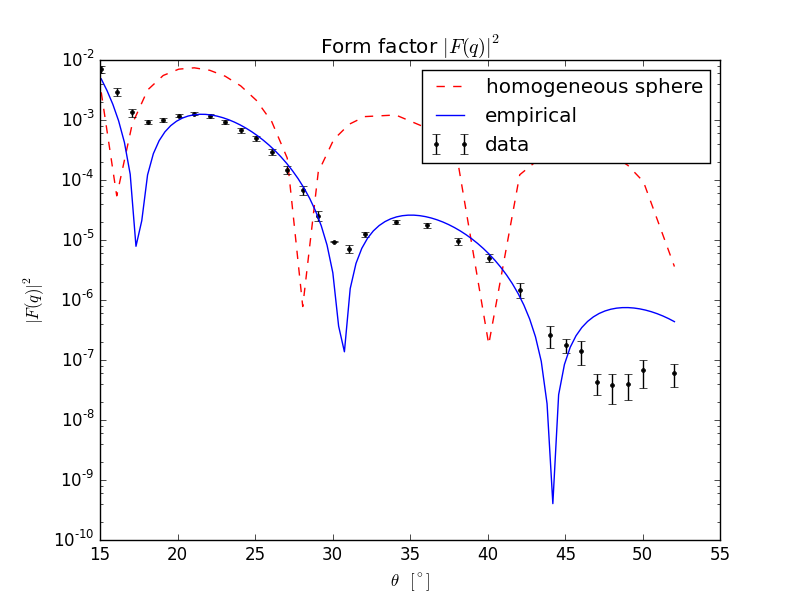 Form factor |F(q)|²
homogeneous sphere
empirical
data
10⁻²
10⁻³
10⁻⁴
10⁻⁵
10⁻⁶
10⁻⁷
10⁻⁸
10⁻⁹
10⁻¹⁰
|F(q)|²
15 20 25 30 35 40 45 50 55
θ [°]